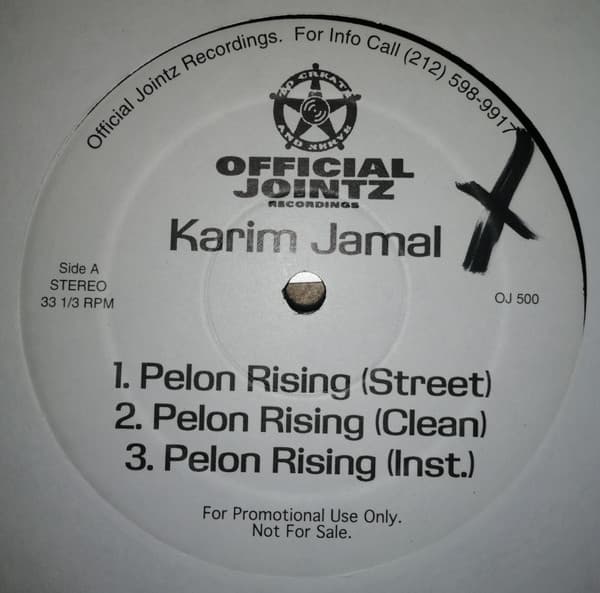 Official Jointz Recordings. For Info Call (212) 598-9917
OFFICIAL
JOINTZ
RECORDINGS
Karim Jamal
Side A
STEREO
33 1/3 RPM
OJ 500
1. Pelon Rising (Street)
2. Pelon Rising (Clean)
3. Pelon Rising (Inst.)
For Promotional Use Only.
Not For Sale.